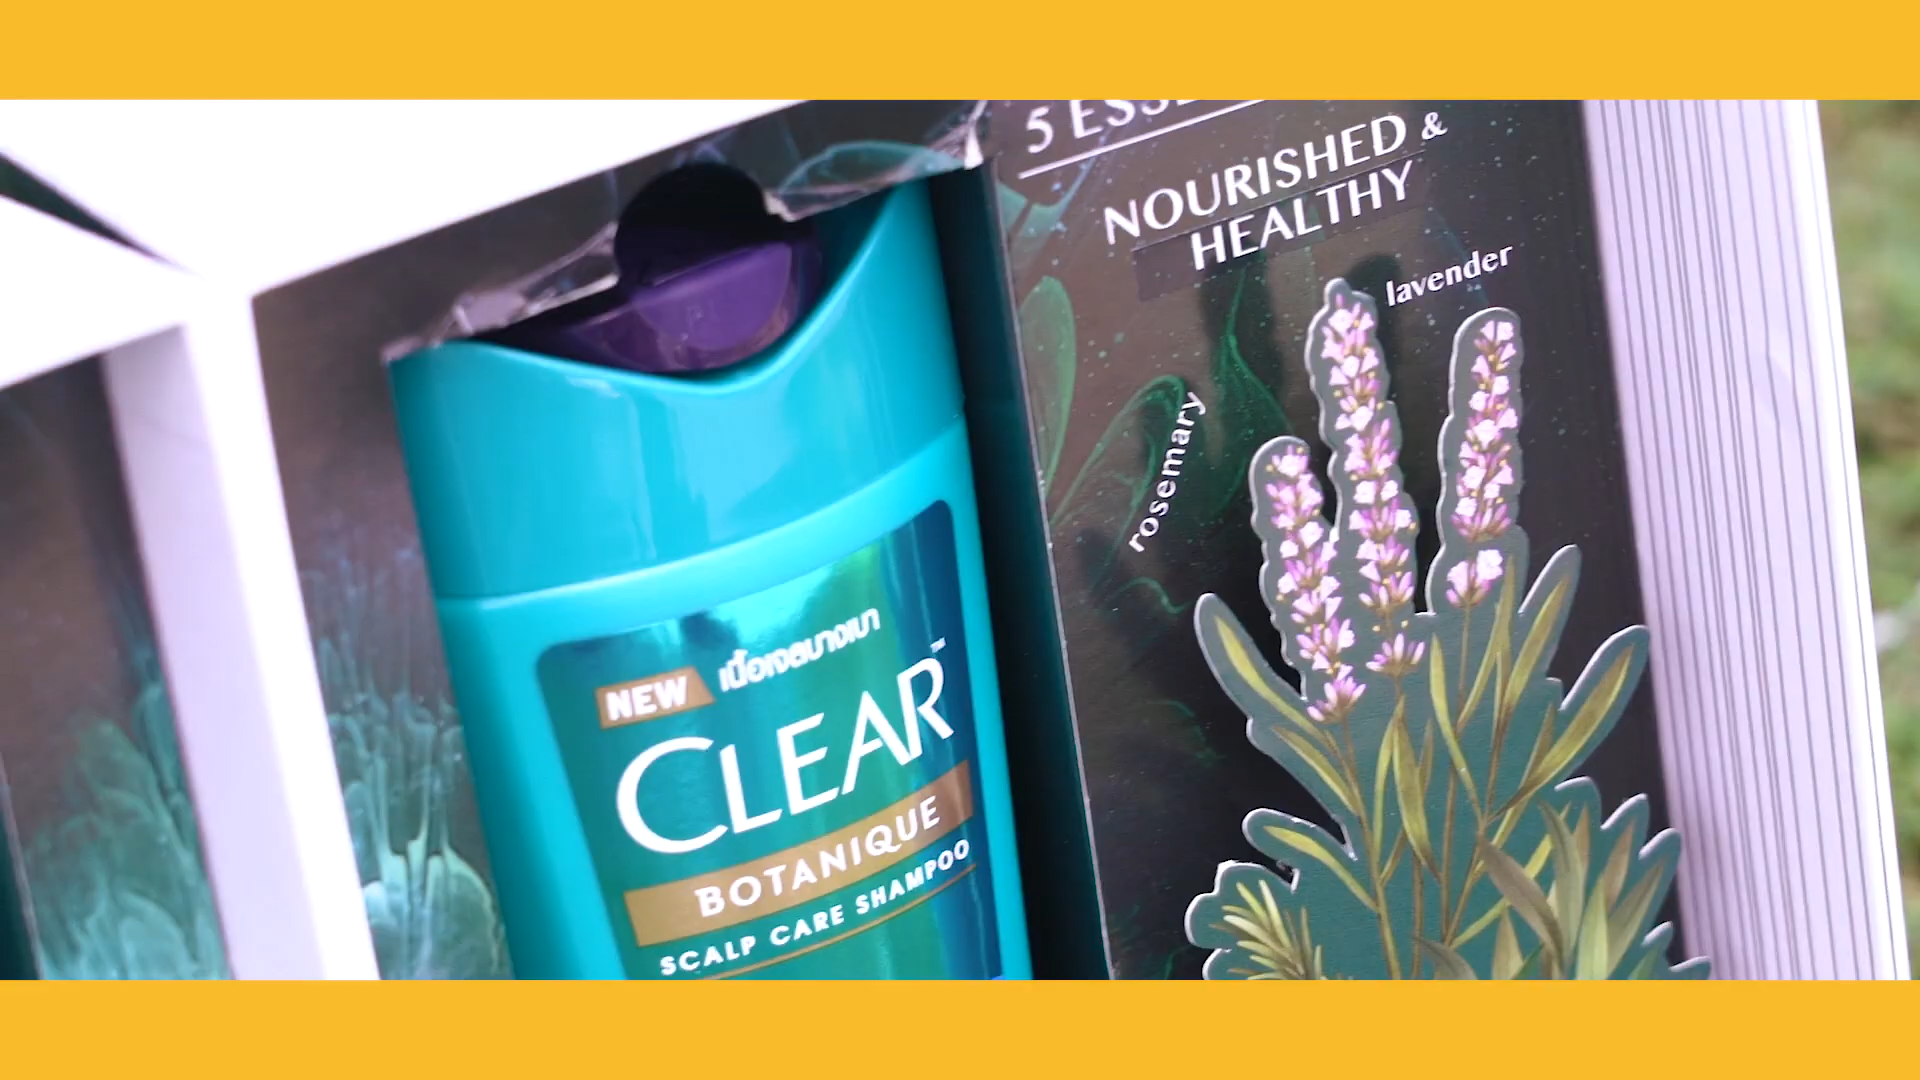 NEW
เนื้อเจลบางเบา
CLEAR™
BOTANIQUE
SCALP CARE SHAMPOO
NOURISHED &
HEALTHY
lavender
rosemary